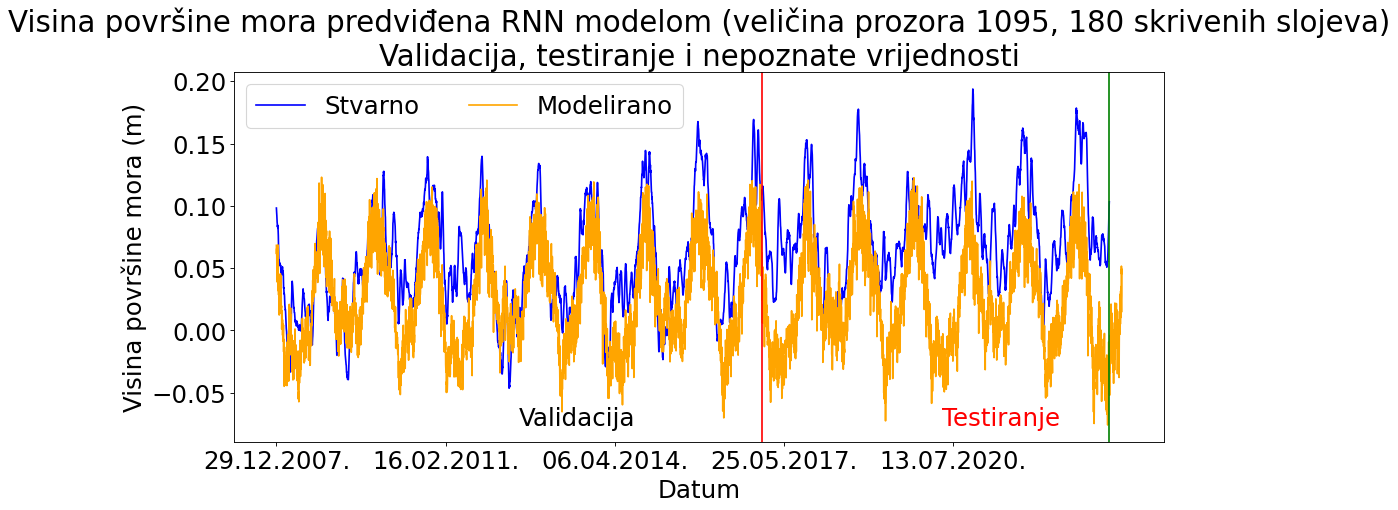 Visina površine mora predviđena RNN modelom (veličina prozora 1095, 180 skrivenih slojeva)
Validacija, testiranje i nepoznate vrijednosti
Stvarno Modelirano
Visina površine mora (m)
0.20
0.15
0.10
0.05
0.00
−0.05
Validacija Testiranje
29.12.2007. 16.02.2011. 06.04.2014. 25.05.2017. 13.07.2020.
Datum